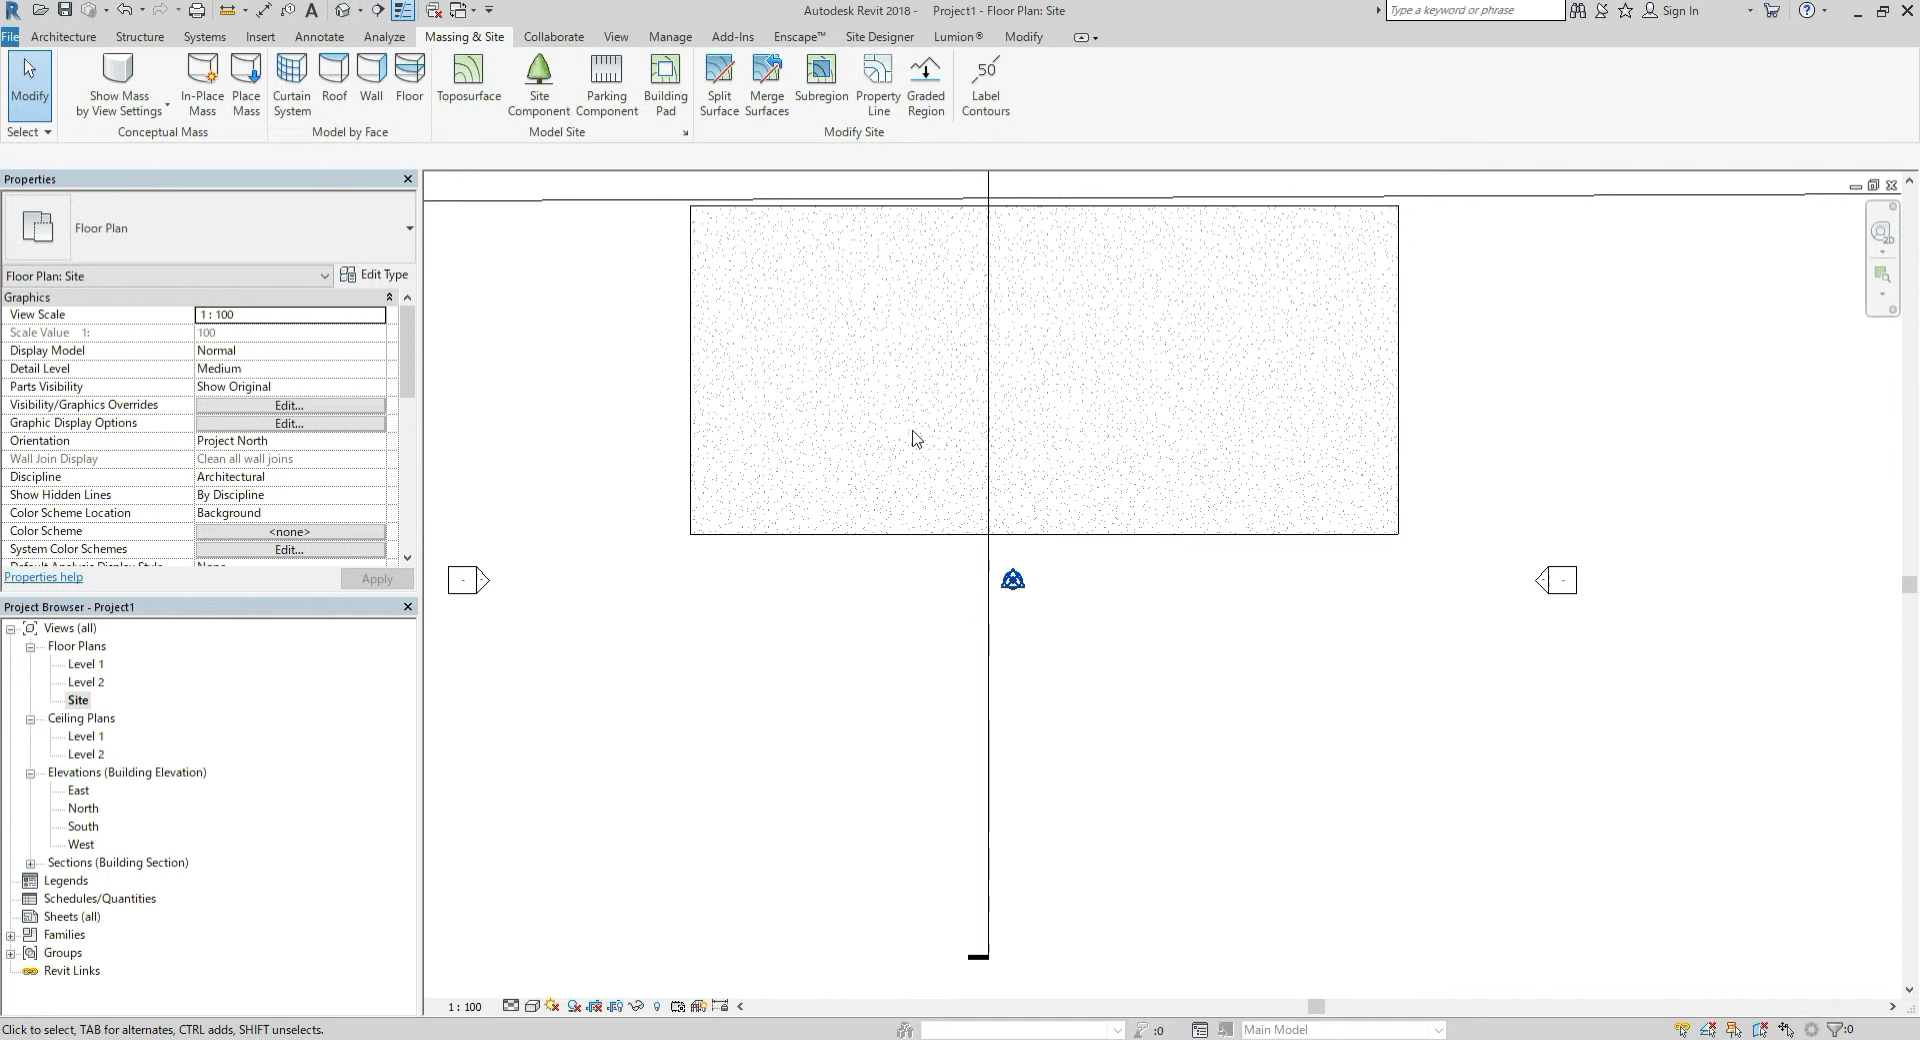 Autodesk Revit 2018 - Project1 - Floor Plan: Site
Type a keyword or phrase
Sign In
File Architecture Structure Systems Insert Annotate Analyze Massing & Site Collaborate View Manage Add-Ins Enscape™ Site Designer Lumion® Modify
Modify
Show Mass by View Settings
In-Place Mass
Place Mass
Curtain System
Roof
Wall
Floor
Toposurface
Site Component
Parking Component
Building Pad
Split Surface
Merge Surfaces
Subregion
Property Line
Graded Region
50
Label Contours
Select
Conceptual Mass
Model by Face
Model Site
Modify Site
Properties
Floor Plan
Floor Plan: Site
Edit Type
Graphics
View Scale 1 : 100
Scale Value 1: 100
Display Model Normal
Detail Level Medium
Parts Visibility Show Original
Visibility/Graphics Overrides Edit...
Graphic Display Options Edit...
Orientation Project North
Wall Join Display Clean all wall joins
Discipline Architectural
Show Hidden Lines By Discipline
Color Scheme Location Background
Color Scheme <none>
System Color Schemes Edit...
Default Analysis Display Style None
Properties help
Apply
2D
Project Browser - Project1
Views (all)
Floor Plans
Level 1
Level 2
Site
Ceiling Plans
Level 1
Level 2
Elevations (Building Elevation)
East
North
South
West
Sections (Building Section)
Legends
Schedules/Quantities
Sheets (all)
Families
Groups
Revit Links
1 : 100
Click to select, TAB for alternates, CTRL adds, SHIFT unselects.
:0
Main Model
:0